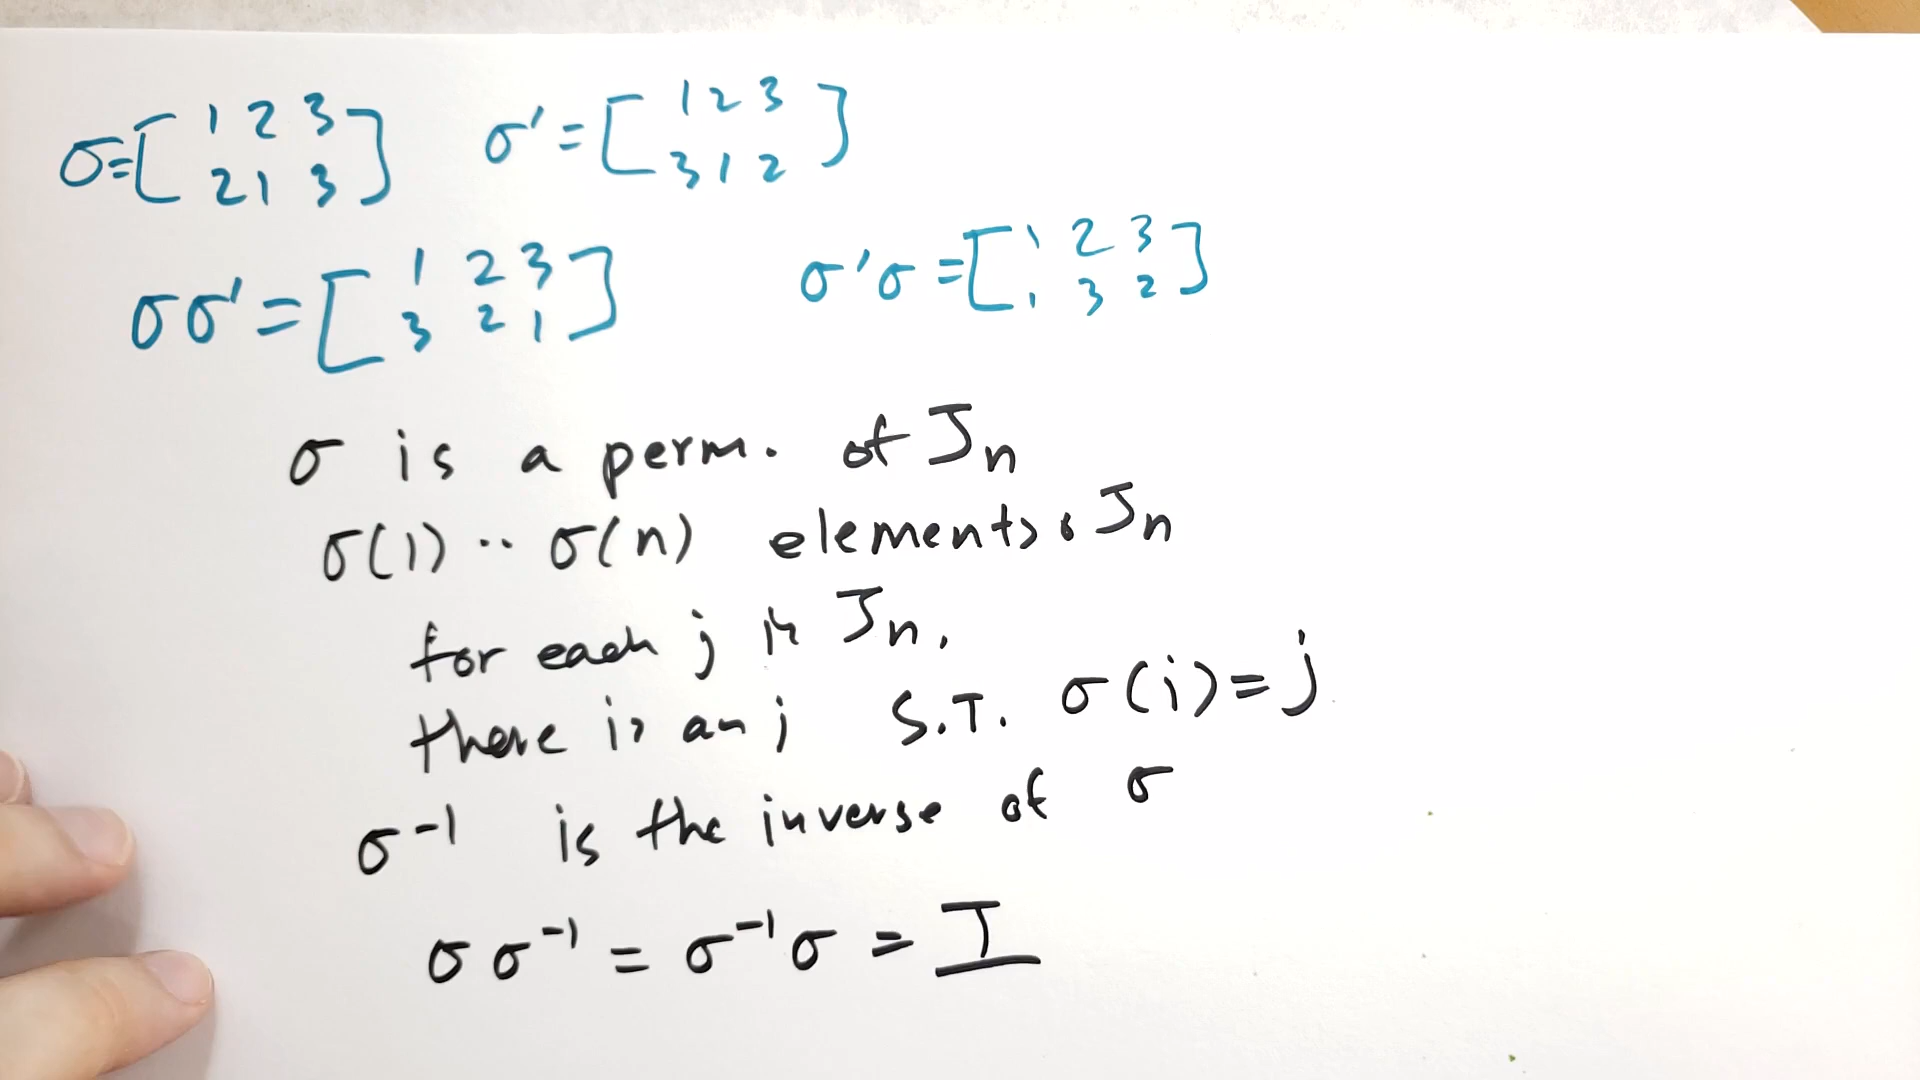 σ=[1 2 3 σ'=[1 2 3]
2 1 3] 3 1 2
σσ'=[1 2 3 σ'σ=[1 2 3]
3 2 1] 1 3 2
σ is a perm. of Jn
σ(1) .. σ(n) elements Jn
for each j in Jn,
there is an j S.T. σ(i)=j
σ⁻¹ is the inverse of σ
σσ⁻¹ = σ⁻¹σ = I